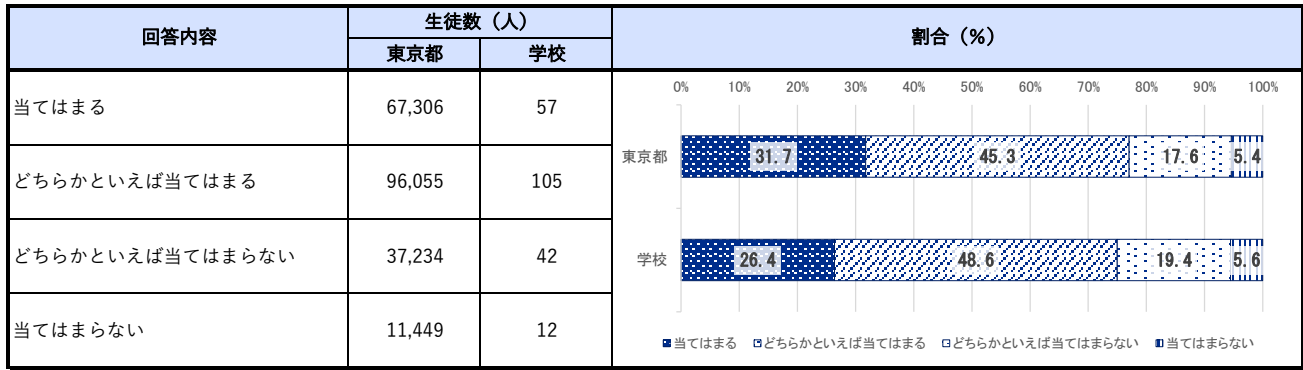 回答内容 生徒数（人） 割合（%）
東京都 学校
当てはまる 67,306 57
どちらかといえば当てはまる 96,055 105
どちらかといえば当てはまらない 37,234 42
当てはまらない 11,449 12
0% 10% 20% 30% 40% 50% 60% 70% 80% 90% 100%
東京都 31.7 45.3 17.6 5.4
学校 26.4 48.6 19.4 5.6
当てはまる どちらかといえば当てはまる どちらかといえば当てはまらない 当てはまらない